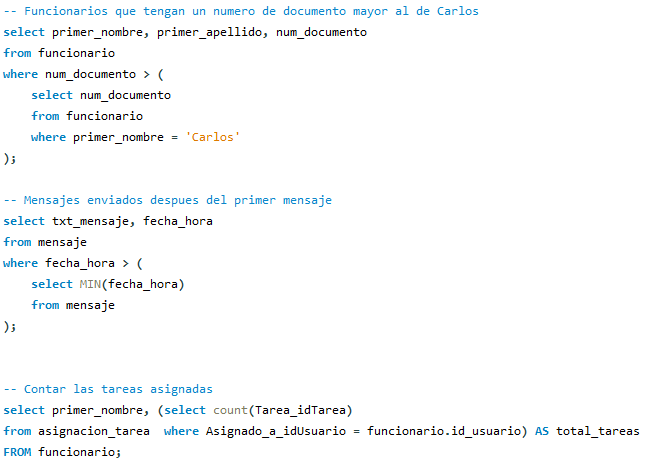 -- Funcionarios que tengan un numero de documento mayor al de Carlos
select primer_nombre, primer_apellido, num_documento
from funcionario
where num_documento > (
    select num_documento
    from funcionario
    where primer_nombre = 'Carlos'
);

-- Mensajes enviados despues del primer mensaje
select txt_mensaje, fecha_hora
from mensaje
where fecha_hora > (
    select MIN(fecha_hora)
    from mensaje
);

-- Contar las tareas asignadas
select primer_nombre, (select count(Tarea_idTarea)
from asignacion_tarea  where Asignado_a_idUsuario = funcionario.id_usuario) AS total_tareas
FROM funcionario;